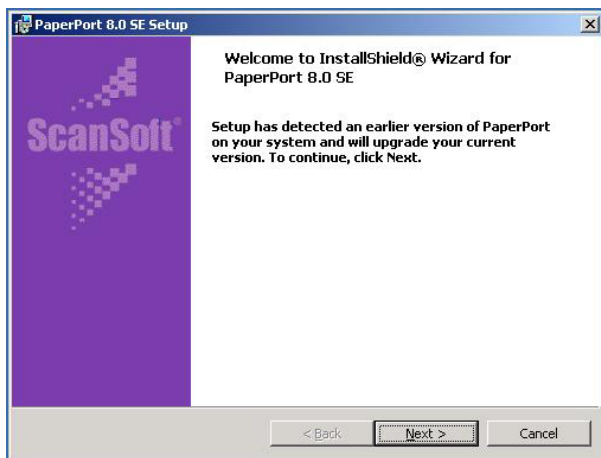 PaperPort 8.0 SE Setup
Welcome to InstallShield® Wizard for
PaperPort 8.0 SE
ScanSoft®
Setup has detected an earlier version of PaperPort
on your system and will upgrade your current
version. To continue, click Next.
< Back
Next >
Cancel